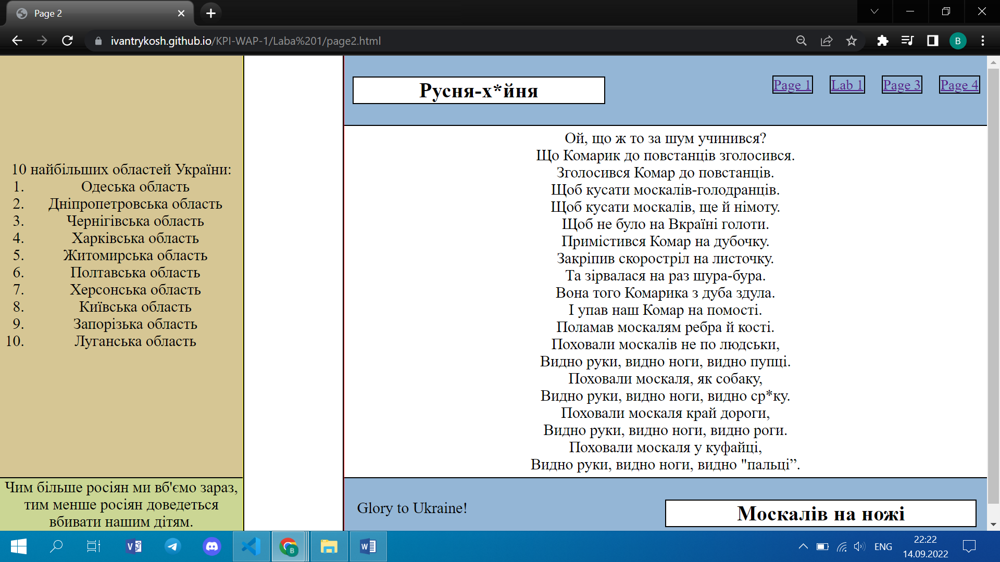 Page 2
ivantrykosh.github.io/KPI-WAP-1/Laba%201/page2.html
B
10 найбільших областей України:
1. Одеська область
2. Дніпропетровська область
3. Чернігівська область
4. Харківська область
5. Житомирська область
6. Полтавська область
7. Херсонська область
8. Київська область
9. Запорізька область
10. Луганська область
Чим більше росіян ми вб'ємо зараз,
тим менше росіян доведеться
вбивати нашим дітям.
Русня-х*йня
Page 1 Lab 1 Page 3 Page 4
Ой, що ж то за шум учинився?
Що Комарик до повстанців зголосився.
Зголосився Комар до повстанців.
Щоб кусати москалів-голодранців.
Щоб кусати москалів, ще й німоту.
Щоб не було на Вкраїні голоти.
Примістився Комар на дубочку.
Закріпив скоростріл на листочку.
Та зірвалася на раз шура-бура.
Вона того Комарика з дуба здула.
І упав наш Комар на помості.
Поламав москалям ребра й кості.
Поховали москалів не по людськи,
Видно руки, видно ноги, видно пупці.
Поховали москаля, як собаку,
Видно руки, видно ноги, видно ср*ку.
Поховали москаля край дороги,
Видно руки, видно ноги, видно роги.
Поховали москаля у куфайці,
Видно руки, видно ноги, видно "пальці”.
Glory to Ukraine!
Москалів на ножі
ENG
22:22
14.09.2022